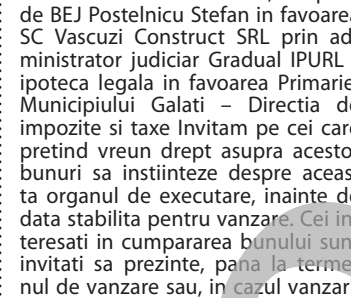 de BEJ Postelnicu Stefan in favoarea
SC Vascuzi Construct SRL prin ad
ministrator judiciar Gradual IPURL
ipoteca legala in favoarea Primarie
Municipiului Galati – Directia de
impozite si taxe Invitam pe cei care
pretind vreun drept asupra acesto
bunuri sa instiinteze despre aceas
ta organul de executare, inainte de
data stabilita pentru vanzare. Cei in
teresati in cumpararea bunului sun
invitati sa prezinte, pana la terme
nul de vanzare sau, in cazul vanzar